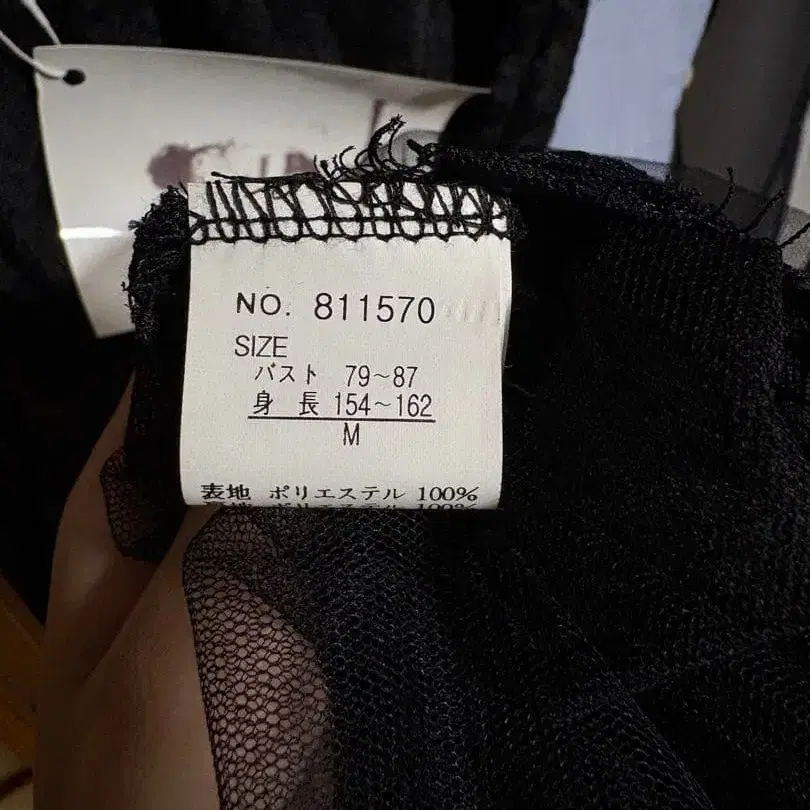 NO. 811570
SIZE
バスト 79~87
身 長 154~162
M
表地 ポリエステル 100%